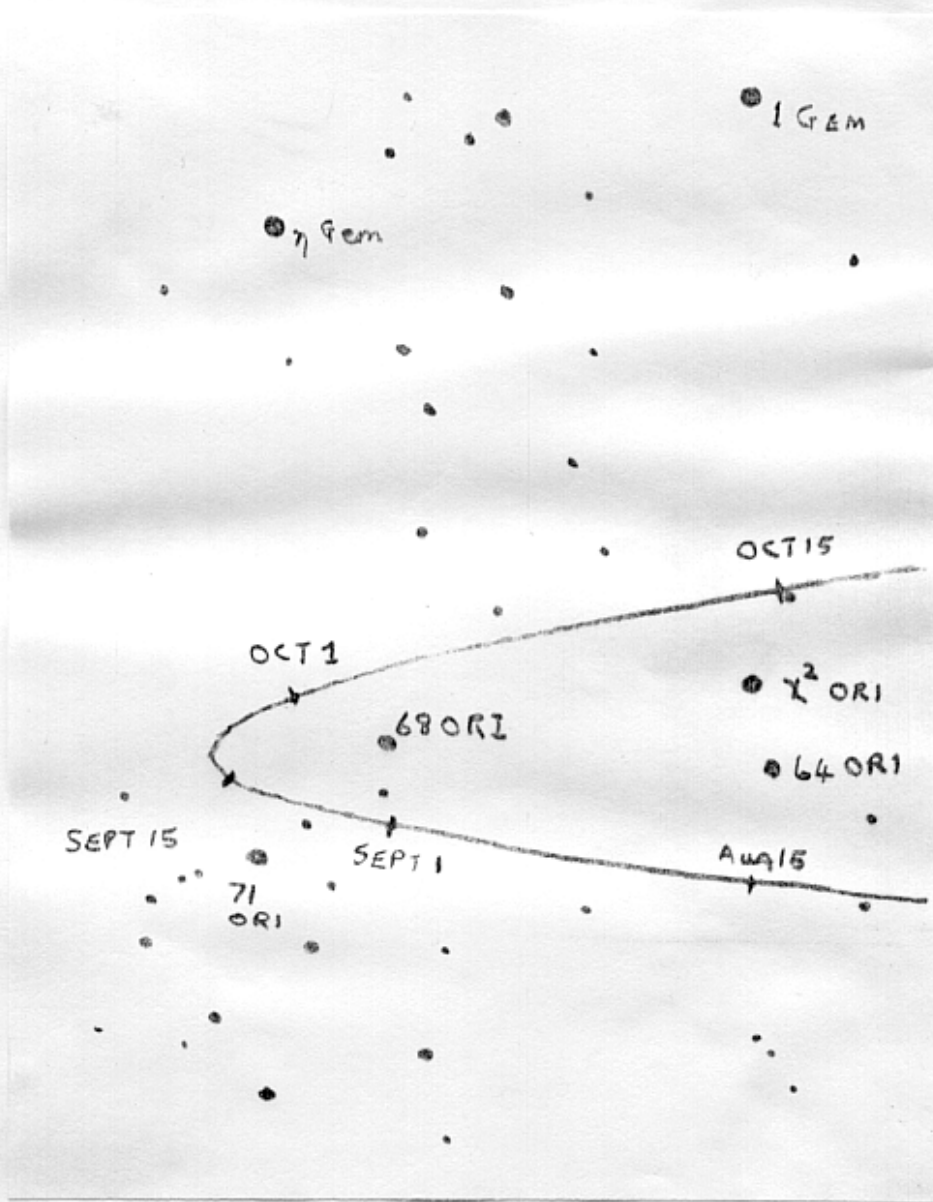 1 GEM
η Gem
OCT 15
OCT 1
χ² ORI
68 ORI
64 ORI
SEPT 15
SEPT 1
AUG 15
71
ORI